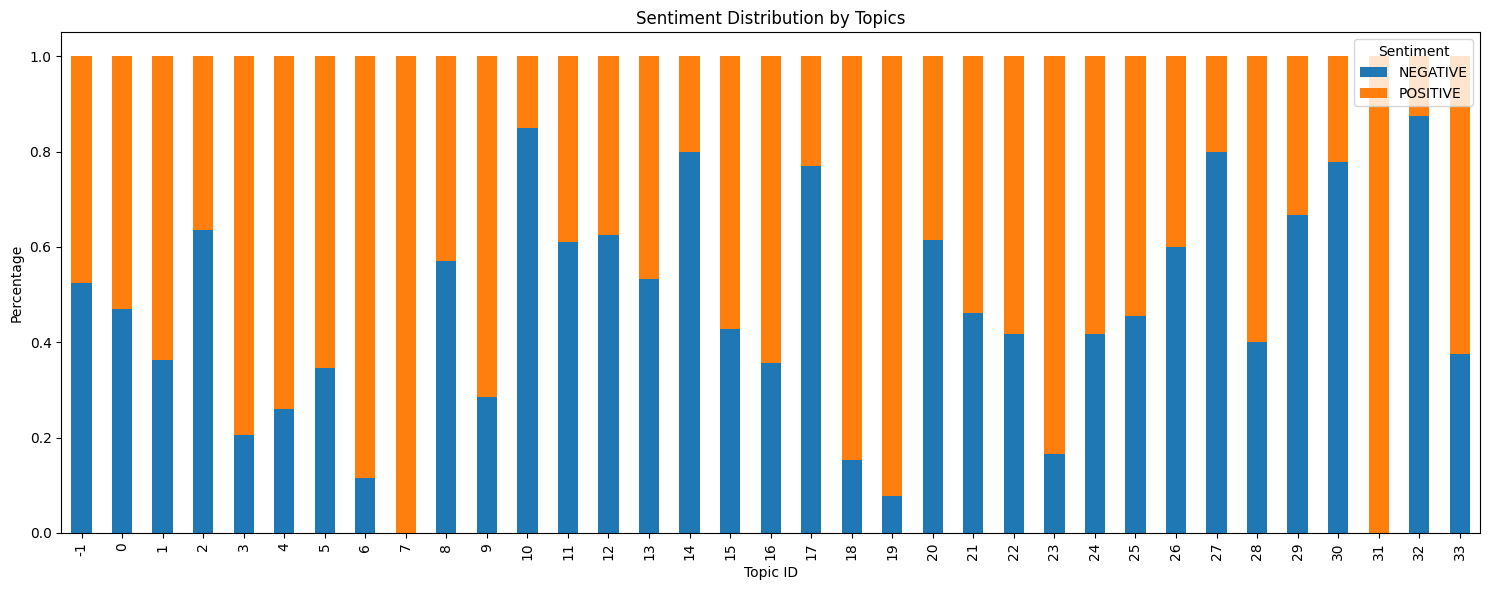 Sentiment Distribution by Topics
Sentiment
NEGATIVE
POSITIVE
Percentage
1.0
0.8
0.6
0.4
0.2
0.0
-1 0 1 2 3 4 5 6 7 8 9 10 11 12 13 14 15 16 17 18 19 20 21 22 23 24 25 26 27 28 29 30 31 32 33
Topic ID